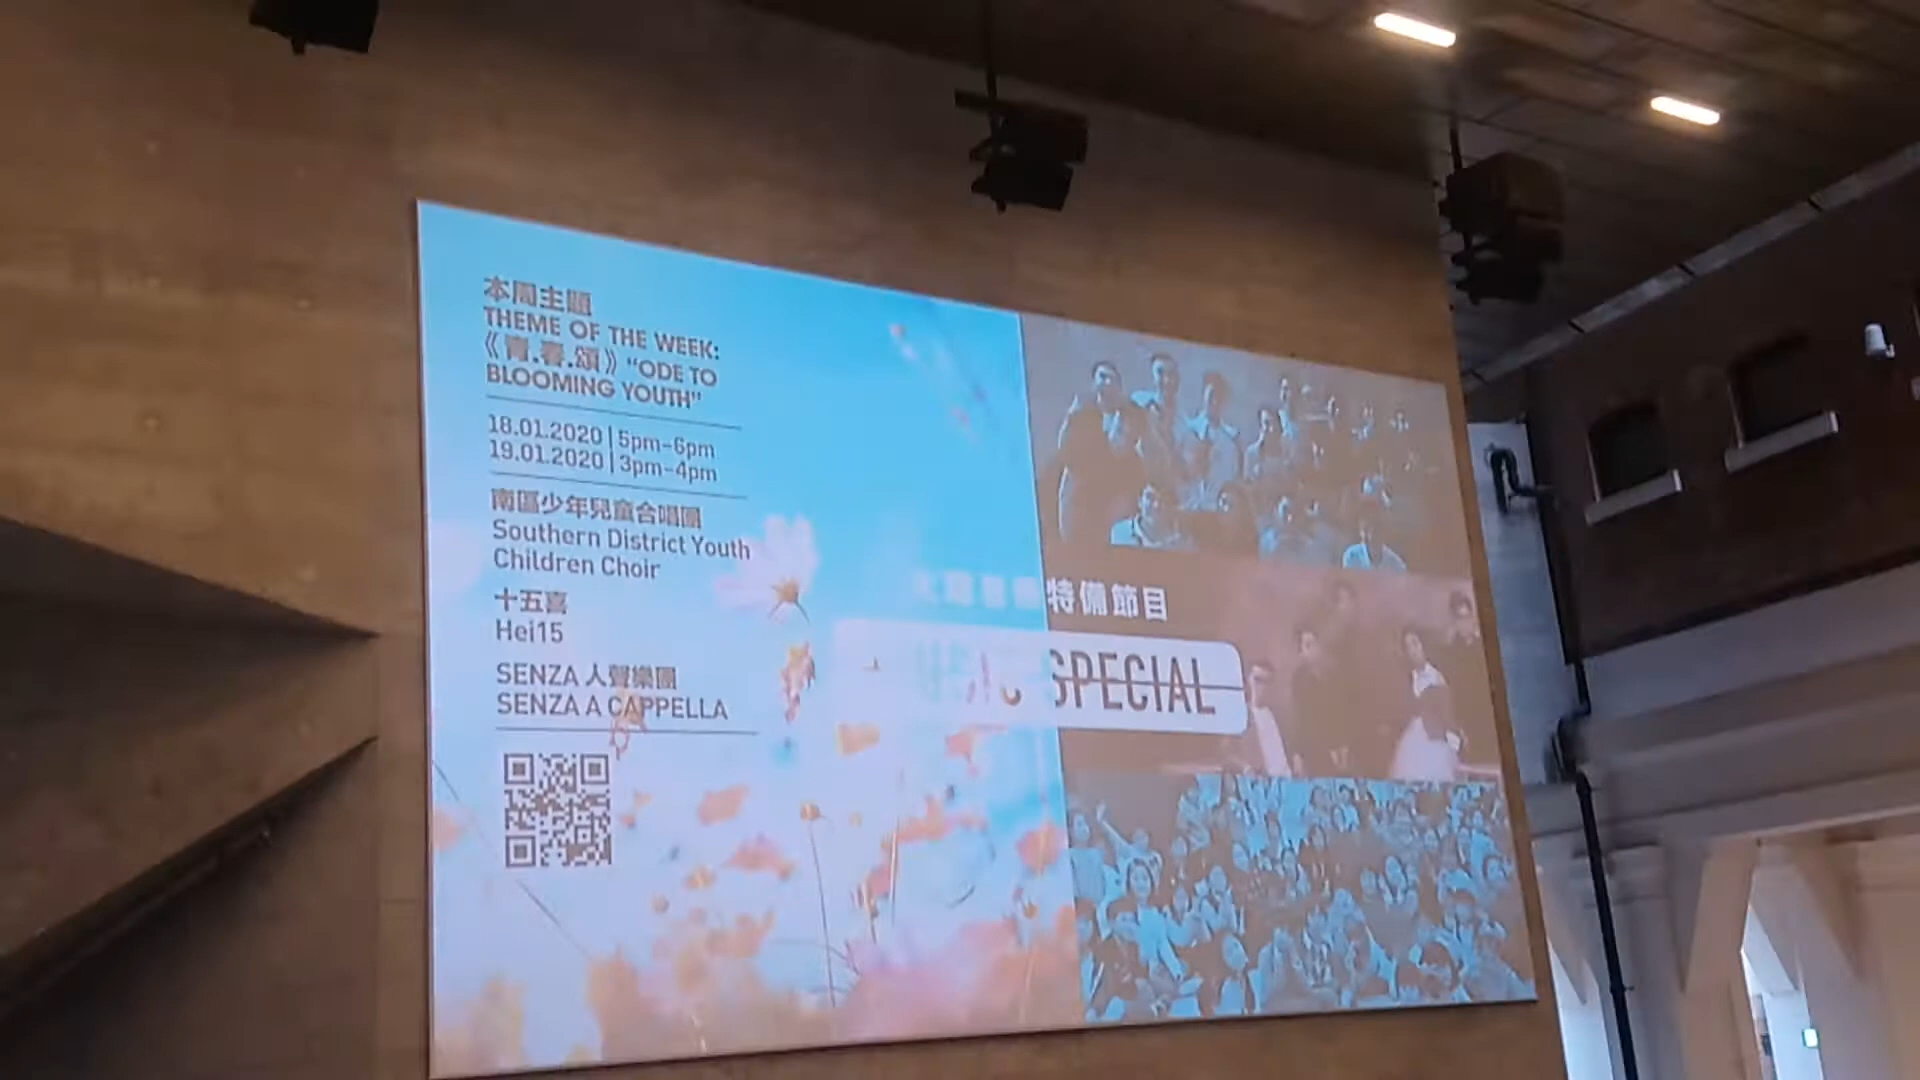 本周主題
THEME OF THE WEEK:
《青.春.頌》 “ODE TO
BLOOMING YOUTH”
18.01.2020 | 5pm-6pm
19.01.2020 | 3pm-4pm
南區少年兒童合唱團
Southern District Youth
Children Choir
十五喜
Hei15
SENZA 人聲樂團
SENZA A CAPPELLA
特備節目
SPECIAL